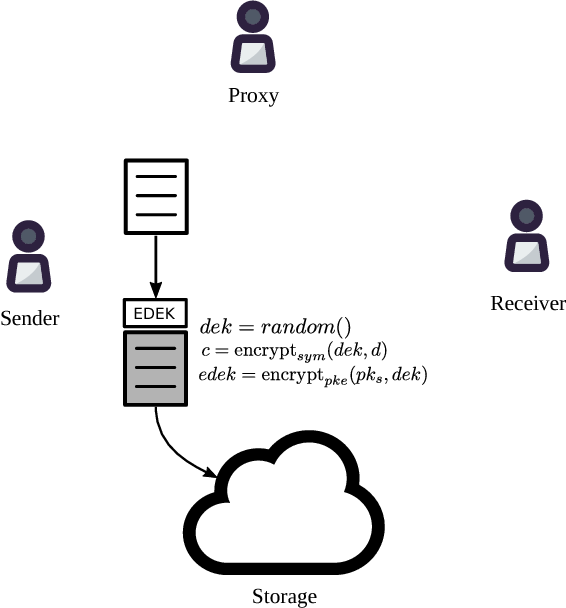 Proxy
Sender
Receiver
EDEK
dek = random()
c = encrypt_sym(dek, d)
edek = encrypt_pke(pk_s, dek)
Storage